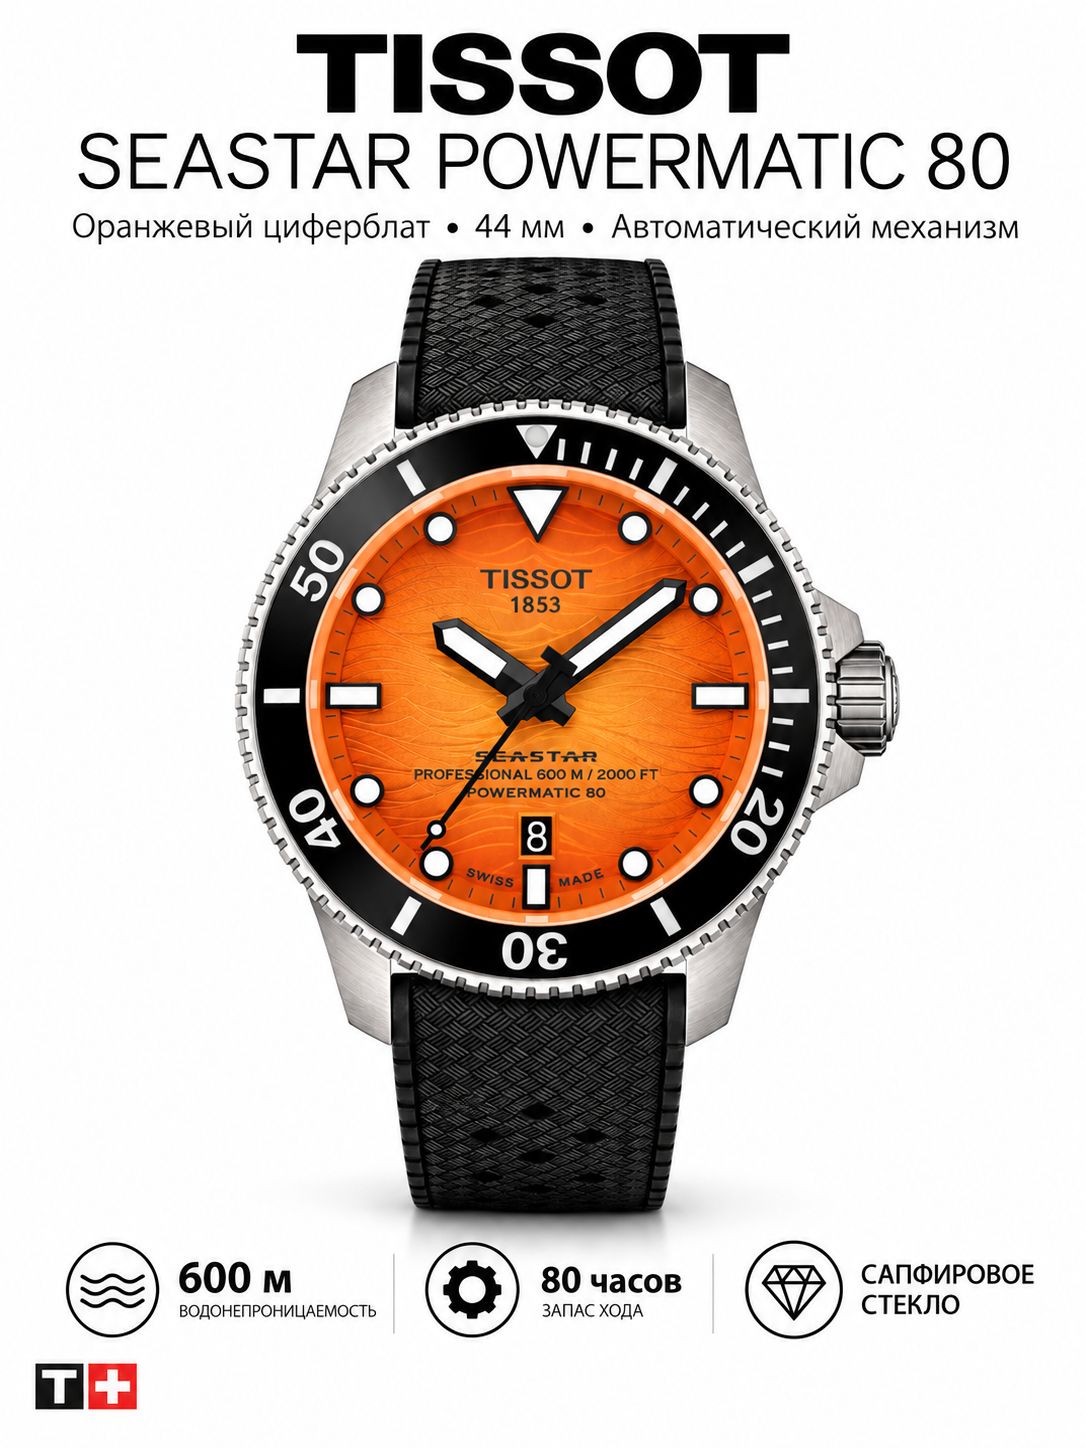 TISSOT
SEASTAR POWERMATIC 80
Оранжевый циферблат • 44 мм • Автоматический механизм
50
TISSOT
1853
SEASTAR
PROFESSIONAL 600 M / 2000 FT
POWERMATIC 80
40
20
8
SWISS MADE
30
600 м
ВОДОНЕПРОНИЦАЕМОСТЬ
80 часов
ЗАПАС ХОДА
САПФИРОВОЕ
СТЕКЛО
T+